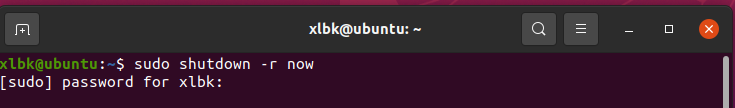 xlbk@ubuntu: ~
xlbk@ubuntu:~$ sudo shutdown -r now
[sudo] password for xlbk: